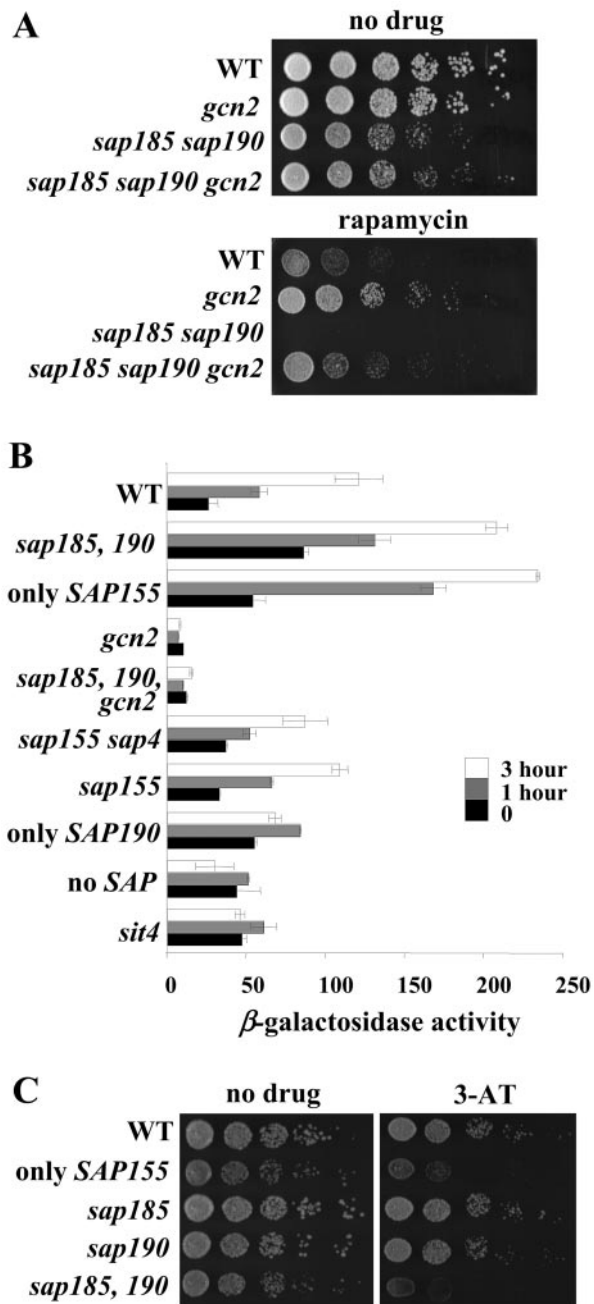 A
no drug
WT
gcn2
sap185 sap190
sap185 sap190 gcn2
rapamycin
WT
gcn2
sap185 sap190
sap185 sap190 gcn2
B
WT
sap185, 190
only SAP155
gcn2
sap185, 190,
gcn2
sap155 sap4
sap155
only SAP190
no SAP
sit4
3 hour
1 hour
0
0 50 100 150 200 250
β-galactosidase activity
C
no drug 3-AT
WT
only SAP155
sap185
sap190
sap185, 190